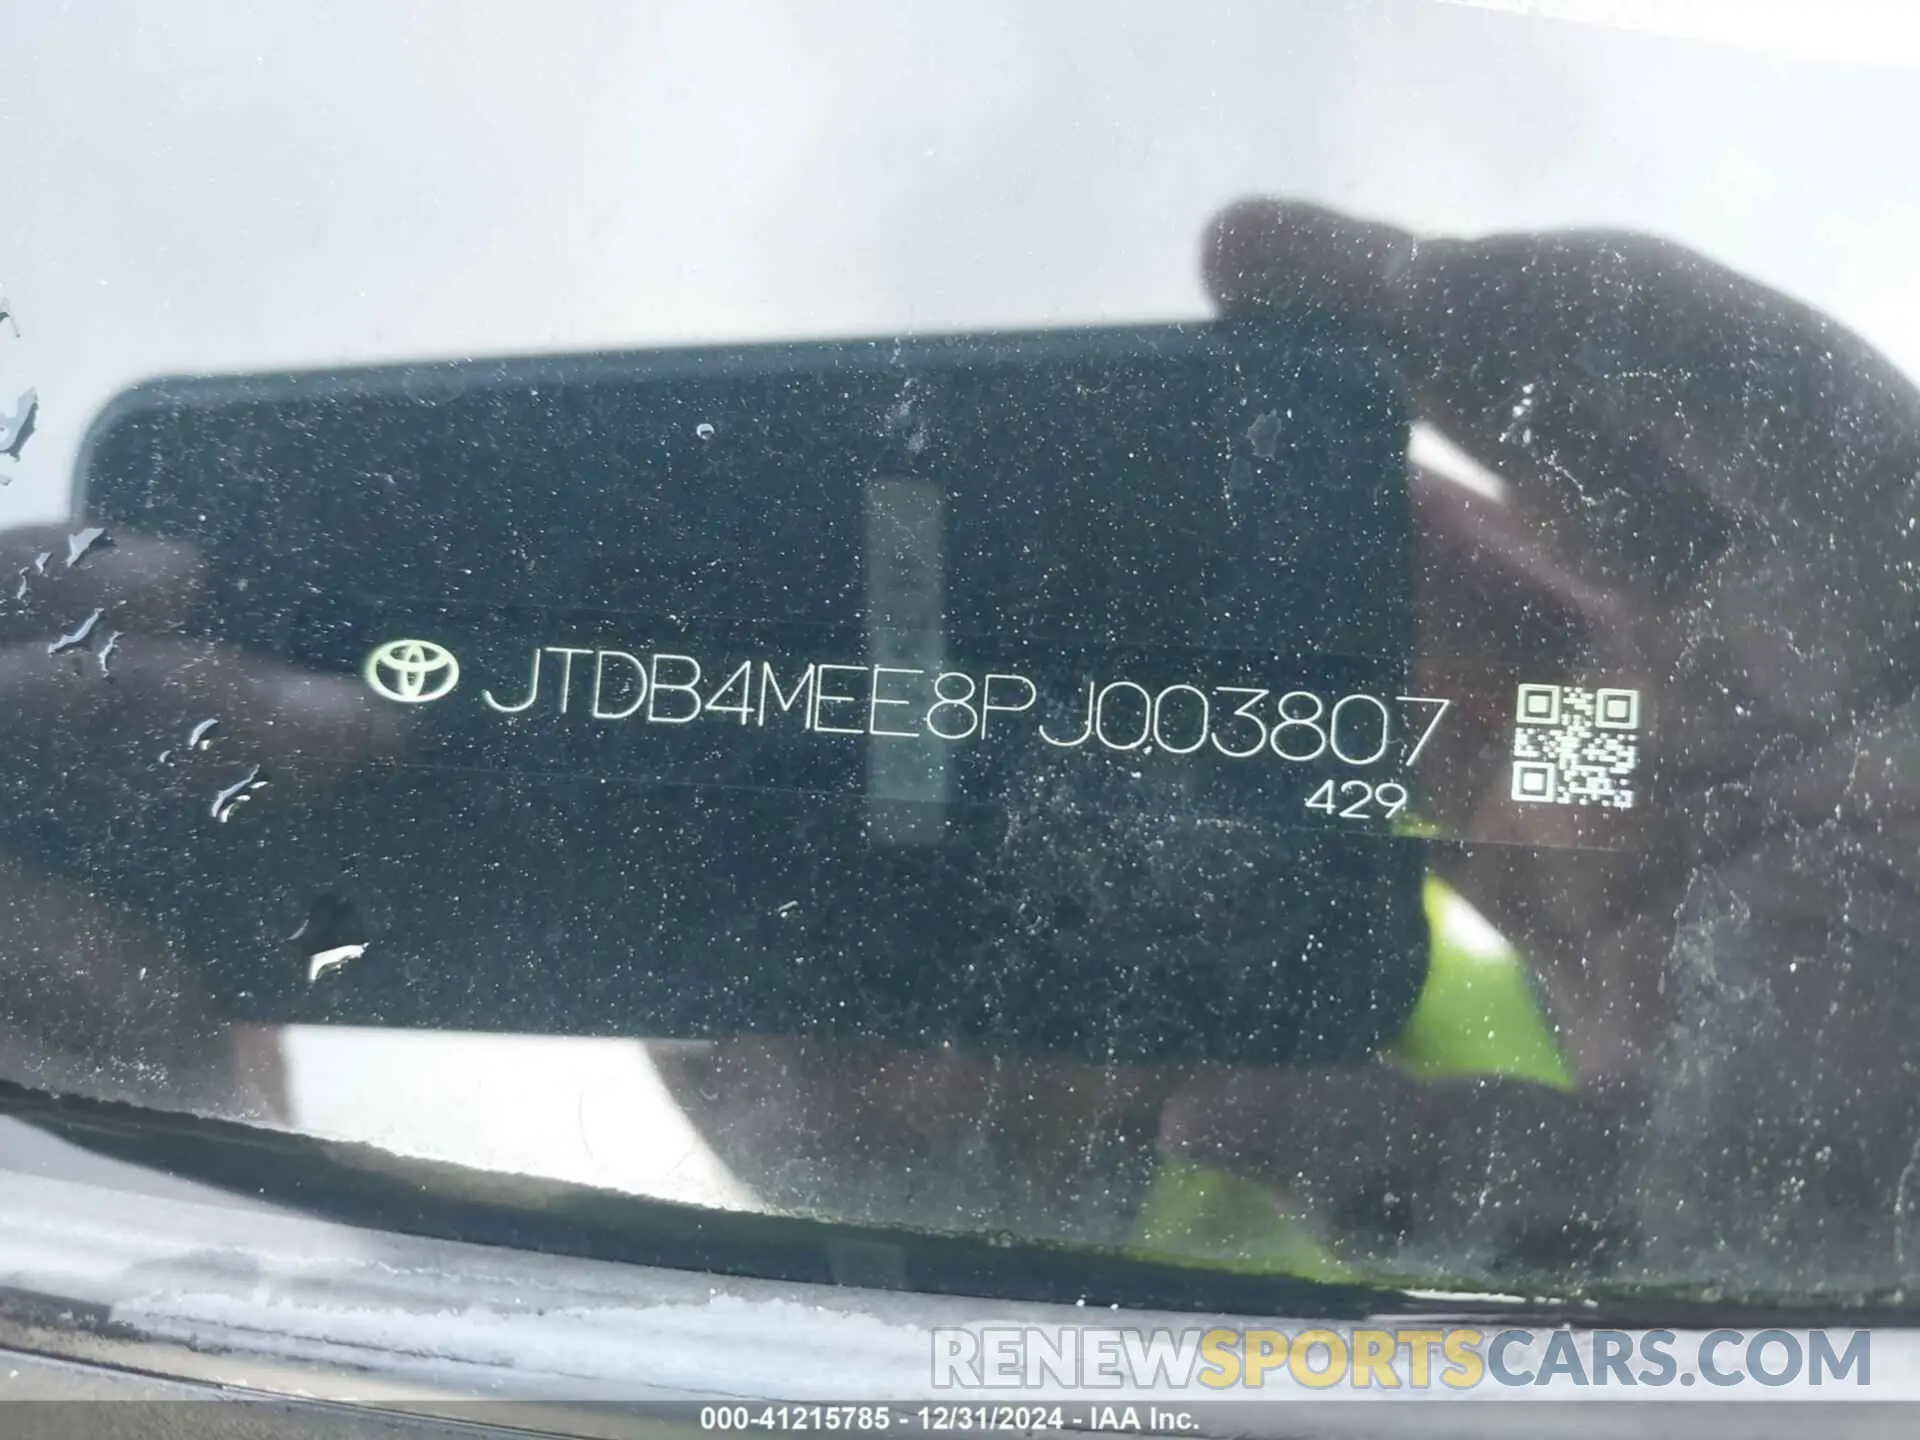 JTDB4MEE8PJ003807
429
RENEWSPORTSCARS.COM
000-41215785 - 12/31/2024 - IAA Inc.